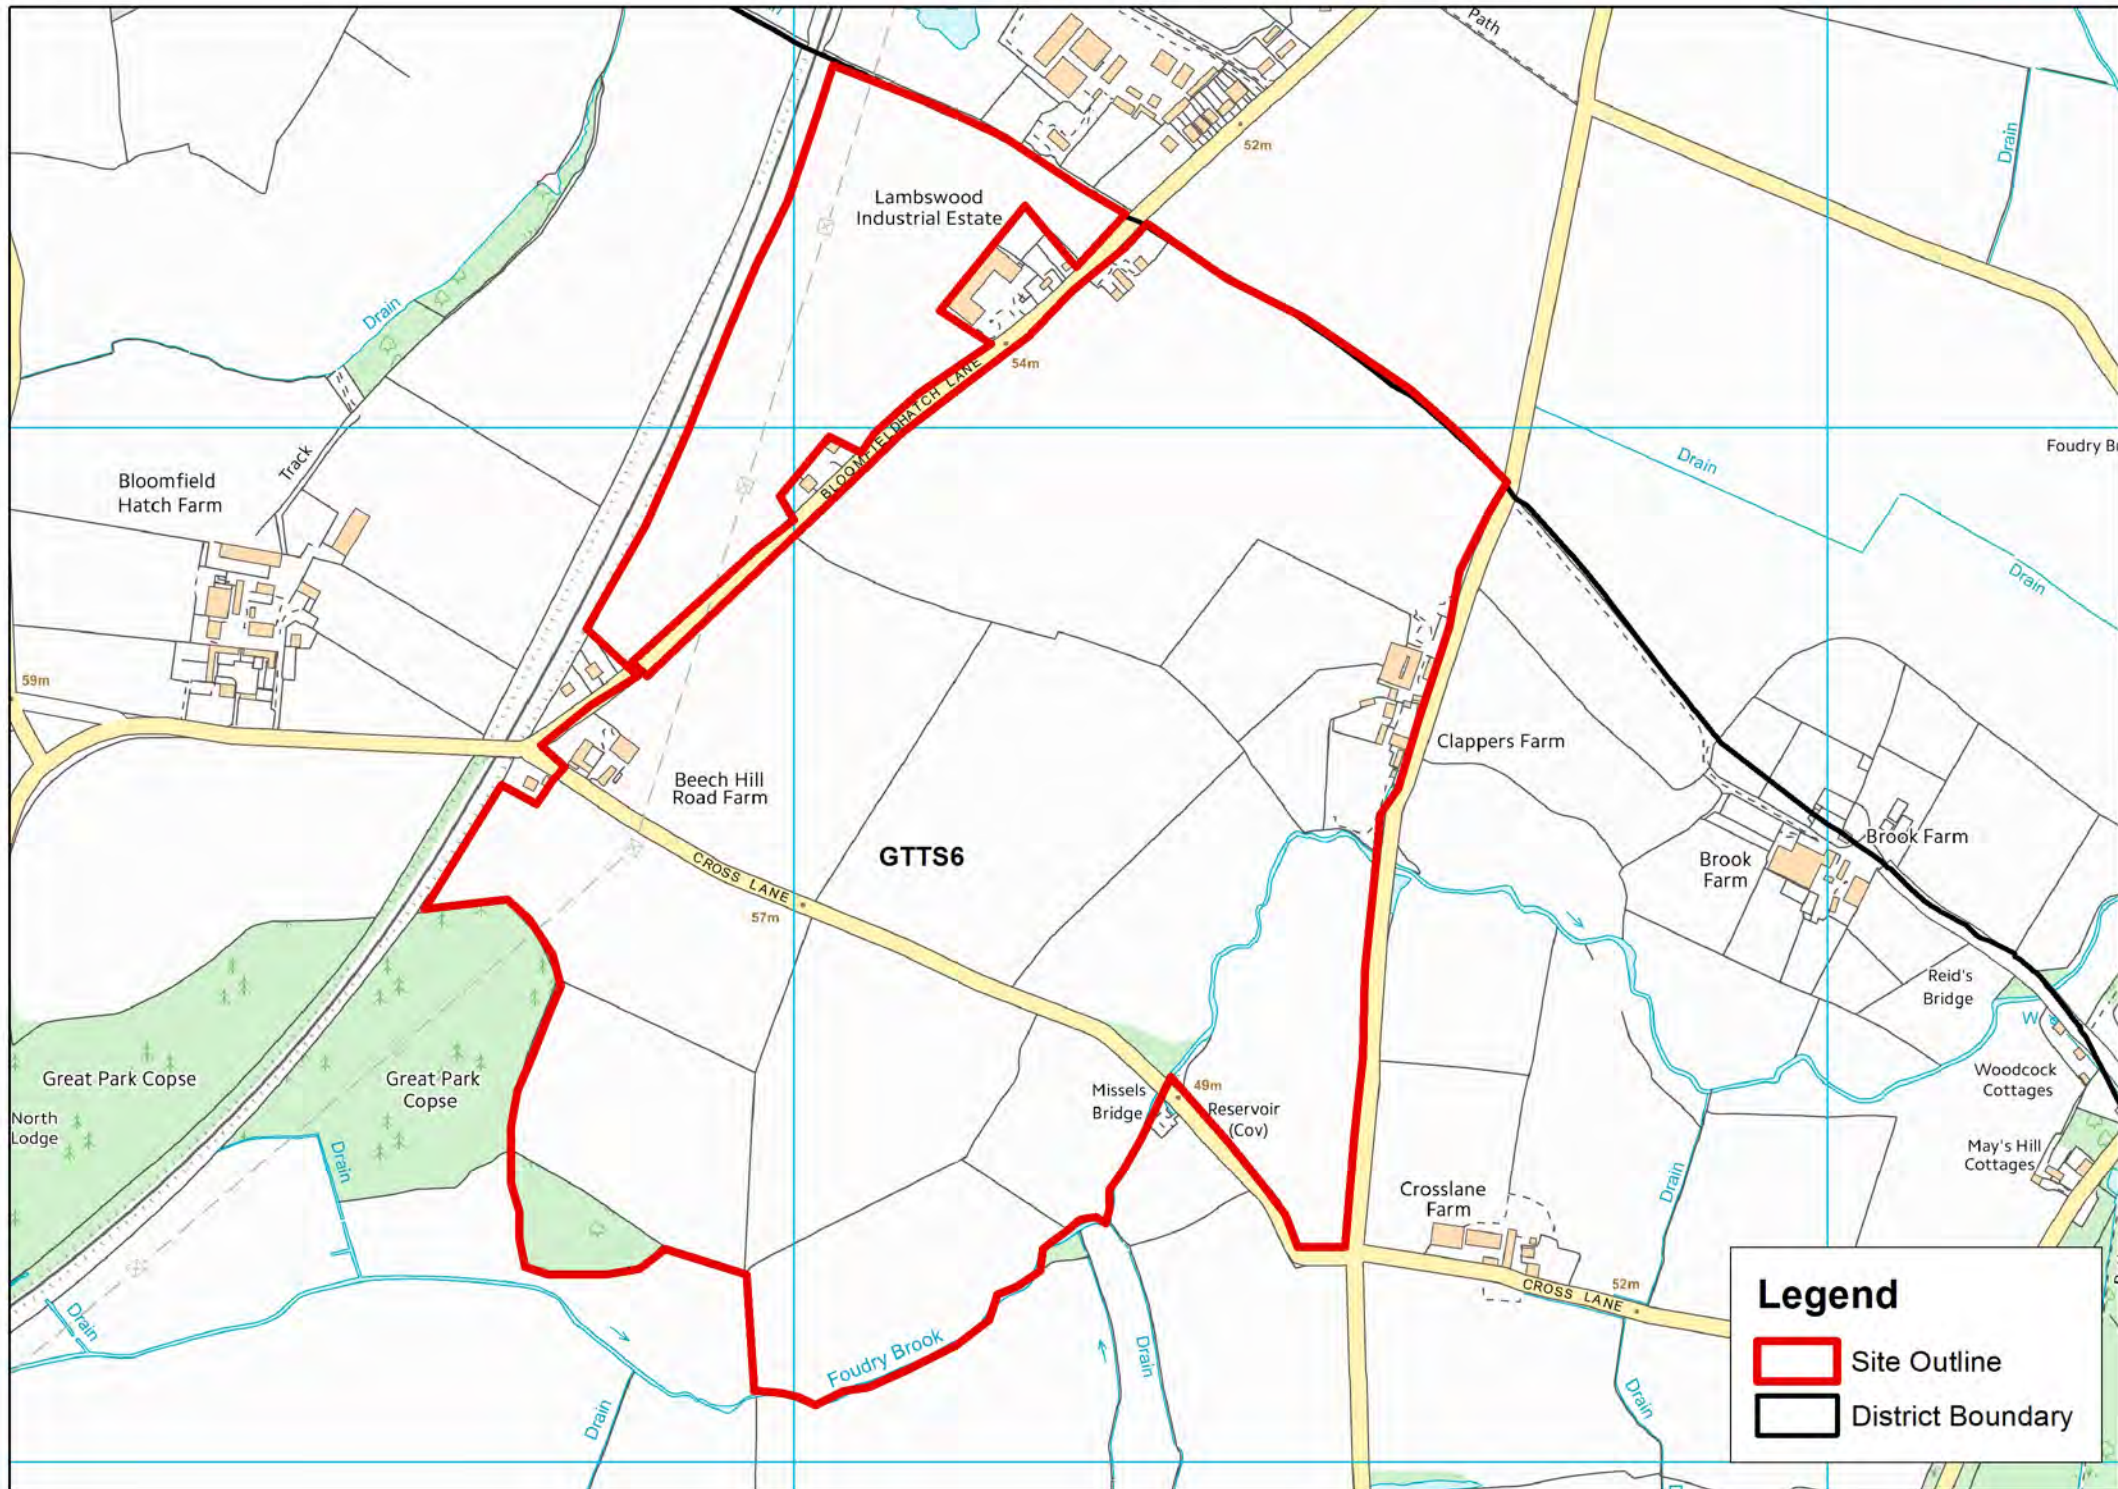 Path
52m
Drain
Lambswood
Industrial Estate
Drain
54m
BLOOMFIELDHATCH LANE
Drain
Foudry Br
Track
Bloomfield
Hatch Farm
Drain
59m
Clappers Farm
Beech Hill
Road Farm
GTTS6
CROSS LANE
57m
Brook Farm
Brook
Farm
Reid's
Bridge
W
Great Park Copse
Great Park
Copse
North
Lodge
Drain
Missels
Bridge
49m
Reservoir
(Cov)
Woodcock
Cottages
May's Hill
Cottages
Drain
Crosslane
Farm
CROSS LANE
52m
Drain
Foudry Brook
Drain
Drain
Drain
Legend
Site Outline
District Boundary